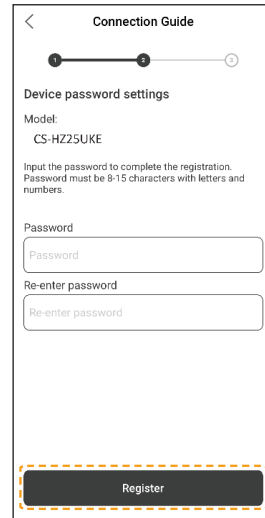 Connection Guide
1 2 3
Device password settings
Model:
CS-HZ25UKE
Input the password to complete the registration.
Password must be 8-15 characters with letters and
numbers.
Password
Password
Re-enter password
Re-enter password
Register